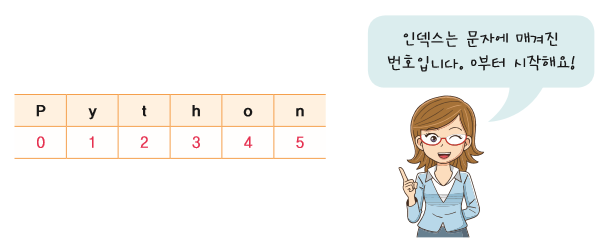 P y t h o n
0 1 2 3 4 5
인덱스는 문자에 매겨진
번호입니다. 0부터 시작해요!